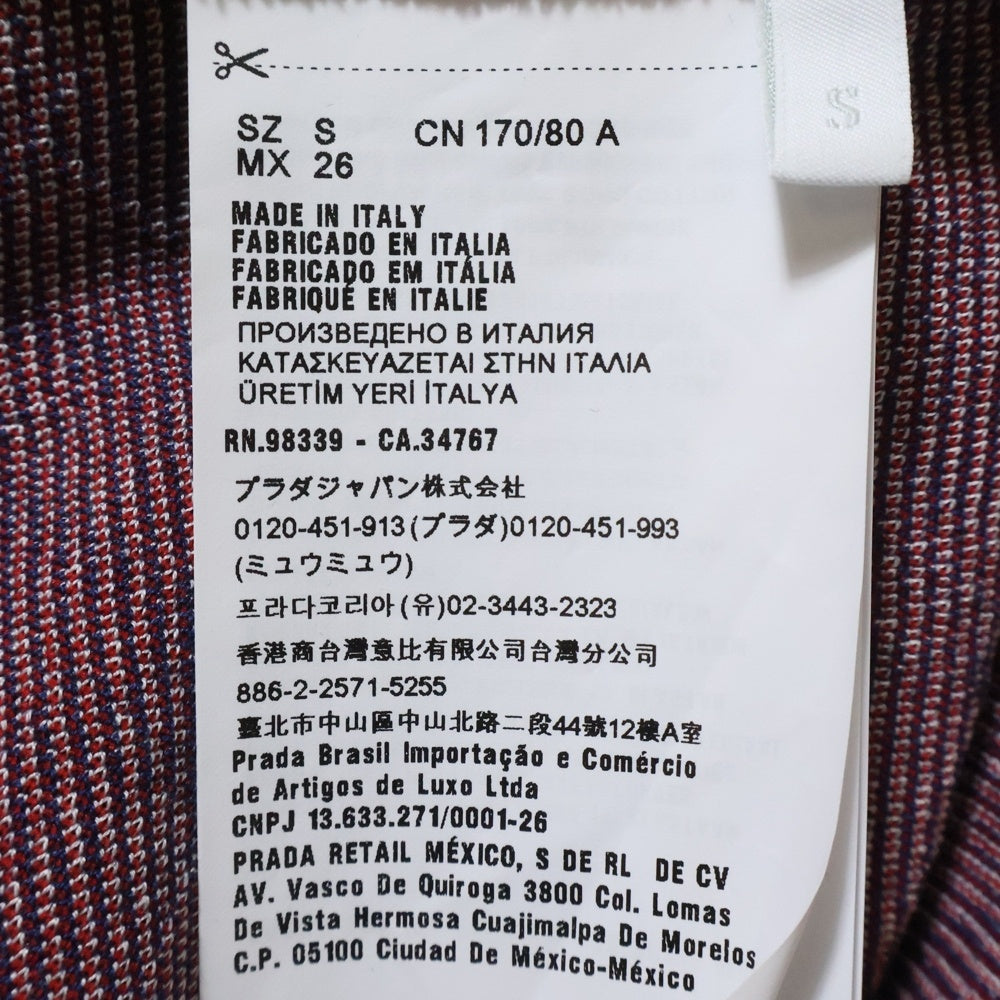 SZ S CN 170/80 A
MX 26
S
MADE IN ITALY
FABRICADO EN ITALIA
FABRICADO EM ITÁLIA
FABRIQUÉ EN ITALIE
ПРОИЗВЕДЕНО В ИТАЛИЯ
ΚΑΤΑΣΚΕΥΑΖΕΤΑΙ ΣΤΗΝ ΙΤΑΛΙΑ
ÜRETİM YERİ İTALYA
RN.98339 - CA.34767
プラダジャパン株式会社
0120-451-913(プラダ)0120-451-993
(ミュウミュウ)
프라다코리아(유)02-3443-2323
香港商台灣意比有限公司台灣分公司
886-2-2571-5255
臺北市中山區中山北路二段44號12樓A室
Prada Brasil Importação e Comércio
de Artigos de Luxo Ltda
CNPJ 13.633.271/0001-26
PRADA RETAIL MÉXICO, S DE RL DE CV
AV. Vasco De Quiroga 3800 Col. Lomas
De Vista Hermosa Cuajimalpa De Morelos
C.P. 05100 Ciudad De México-México